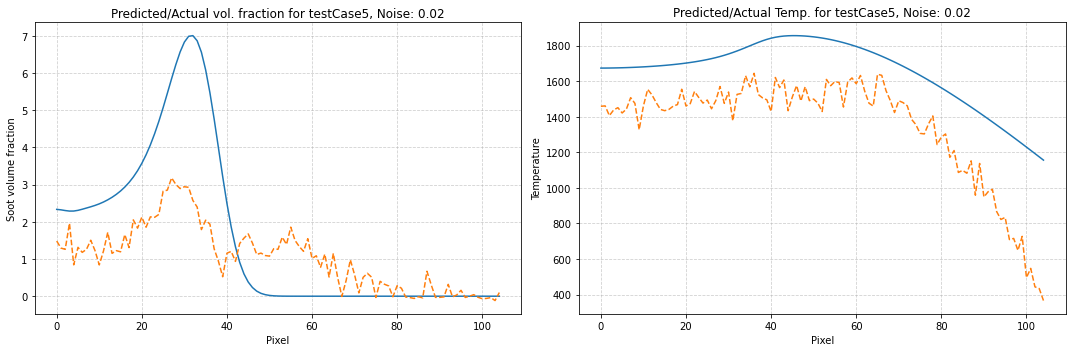 Predicted/Actual vol. fraction for testCase5, Noise: 0.02
7
6
5
4
3
2
1
0
Soot volume fraction
0 20 40 60 80 100
Pixel
Predicted/Actual Temp. for testCase5, Noise: 0.02
1800
1600
1400
1200
1000
800
600
400
Temperature
0 20 40 60 80 100
Pixel